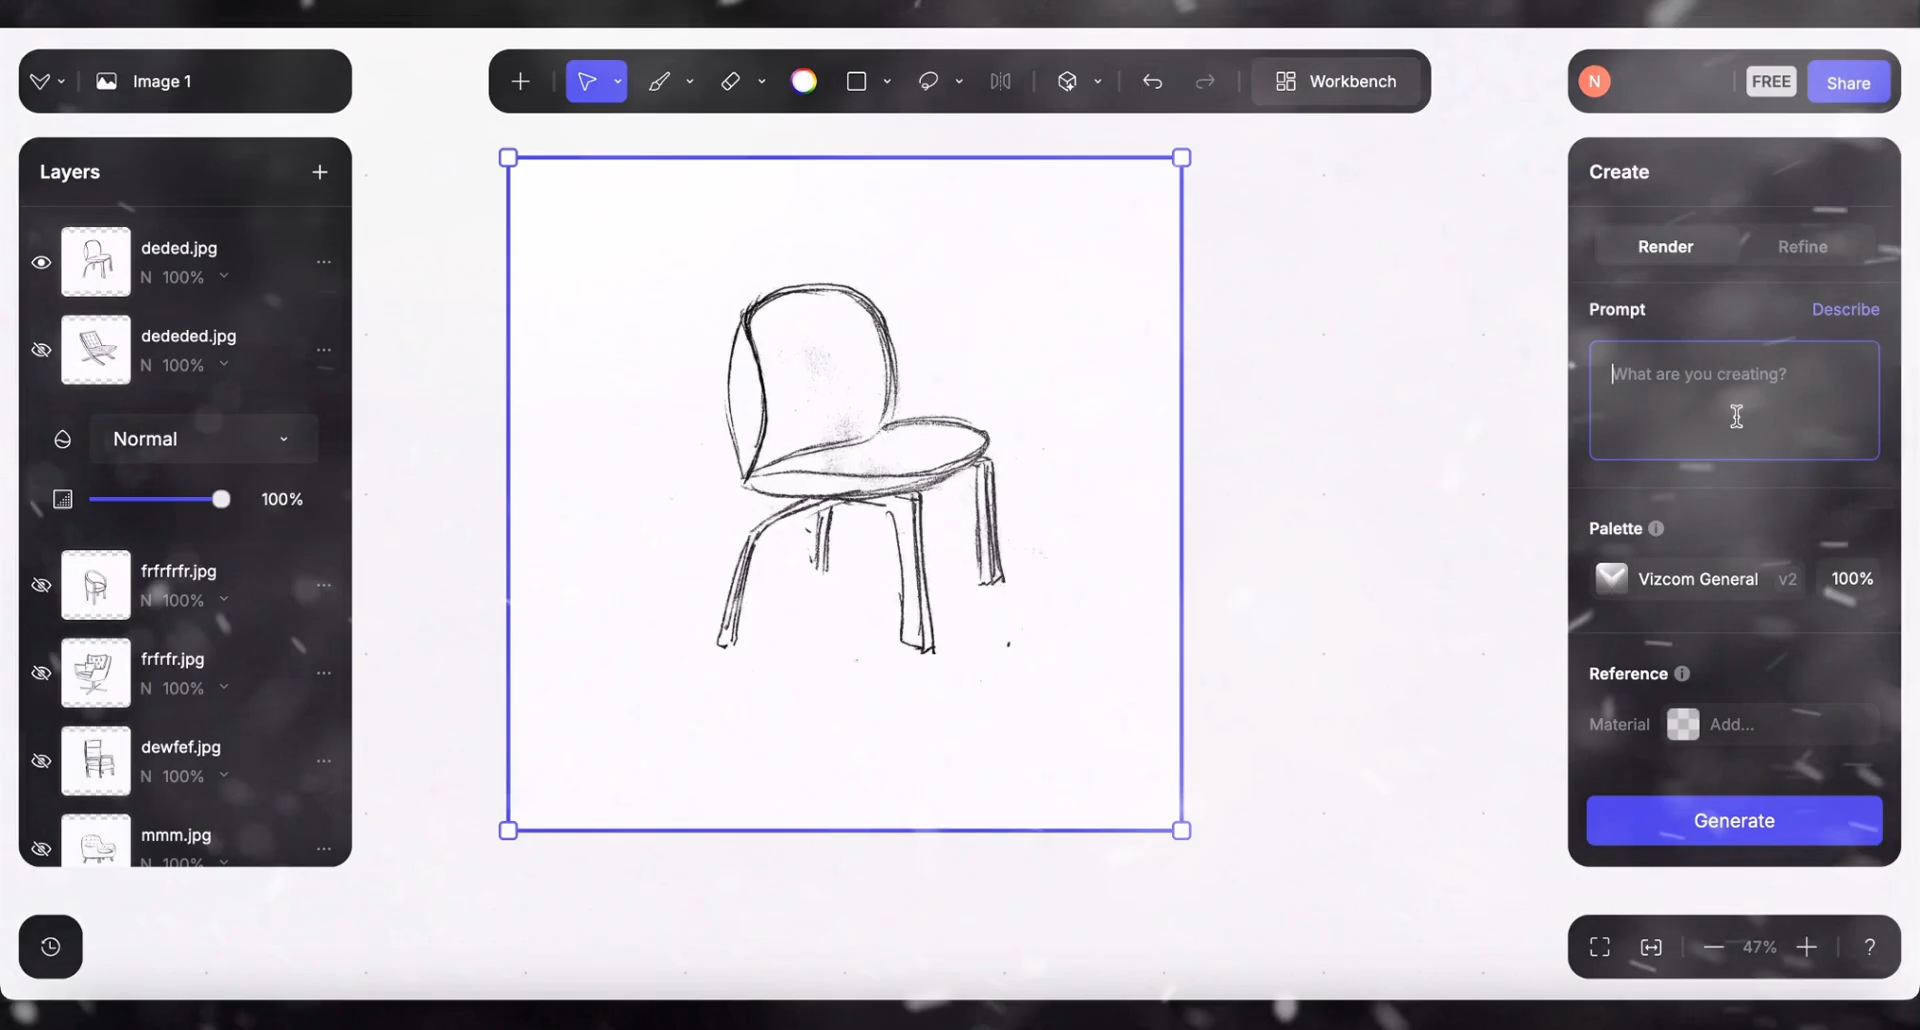 Image 1
Workbench
N
FREE
Share
Layers
deded.jpg
N 100%
dededed.jpg
N 100%
Normal
100%
frfrfrfr.jpg
N 100%
frfrfr.jpg
N 100%
dewfef.jpg
N 100%
mmm.jpg
N 100%
Create
Render Refine
Prompt Describe
What are you creating?
Palette
Vizcom General v2 100%
Reference
Material Add...
Generate
47% ?